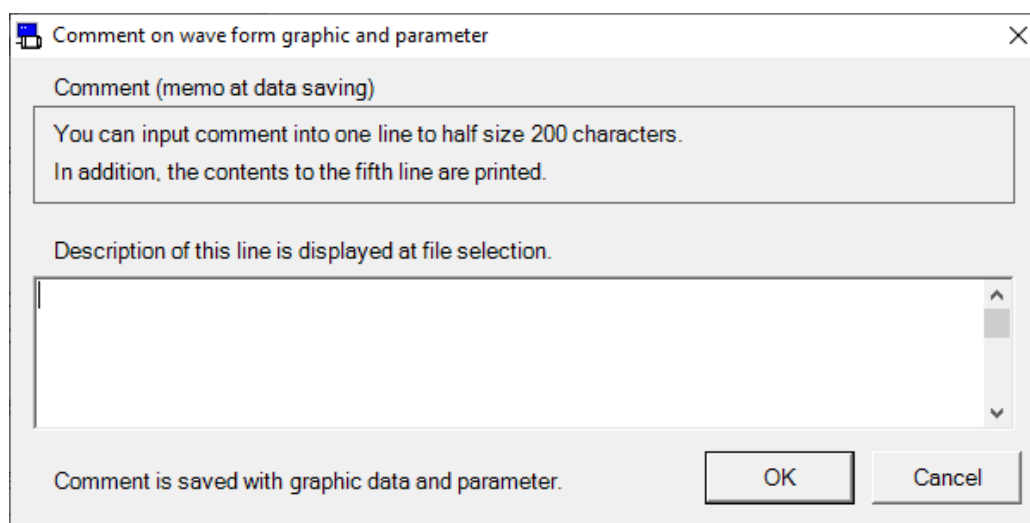 Comment on wave form graphic and parameter
Comment (memo at data saving)
You can input comment into one line to half size 200 characters.
In addition, the contents to the fifth line are printed.
Description of this line is displayed at file selection.
Comment is saved with graphic data and parameter.
OK
Cancel